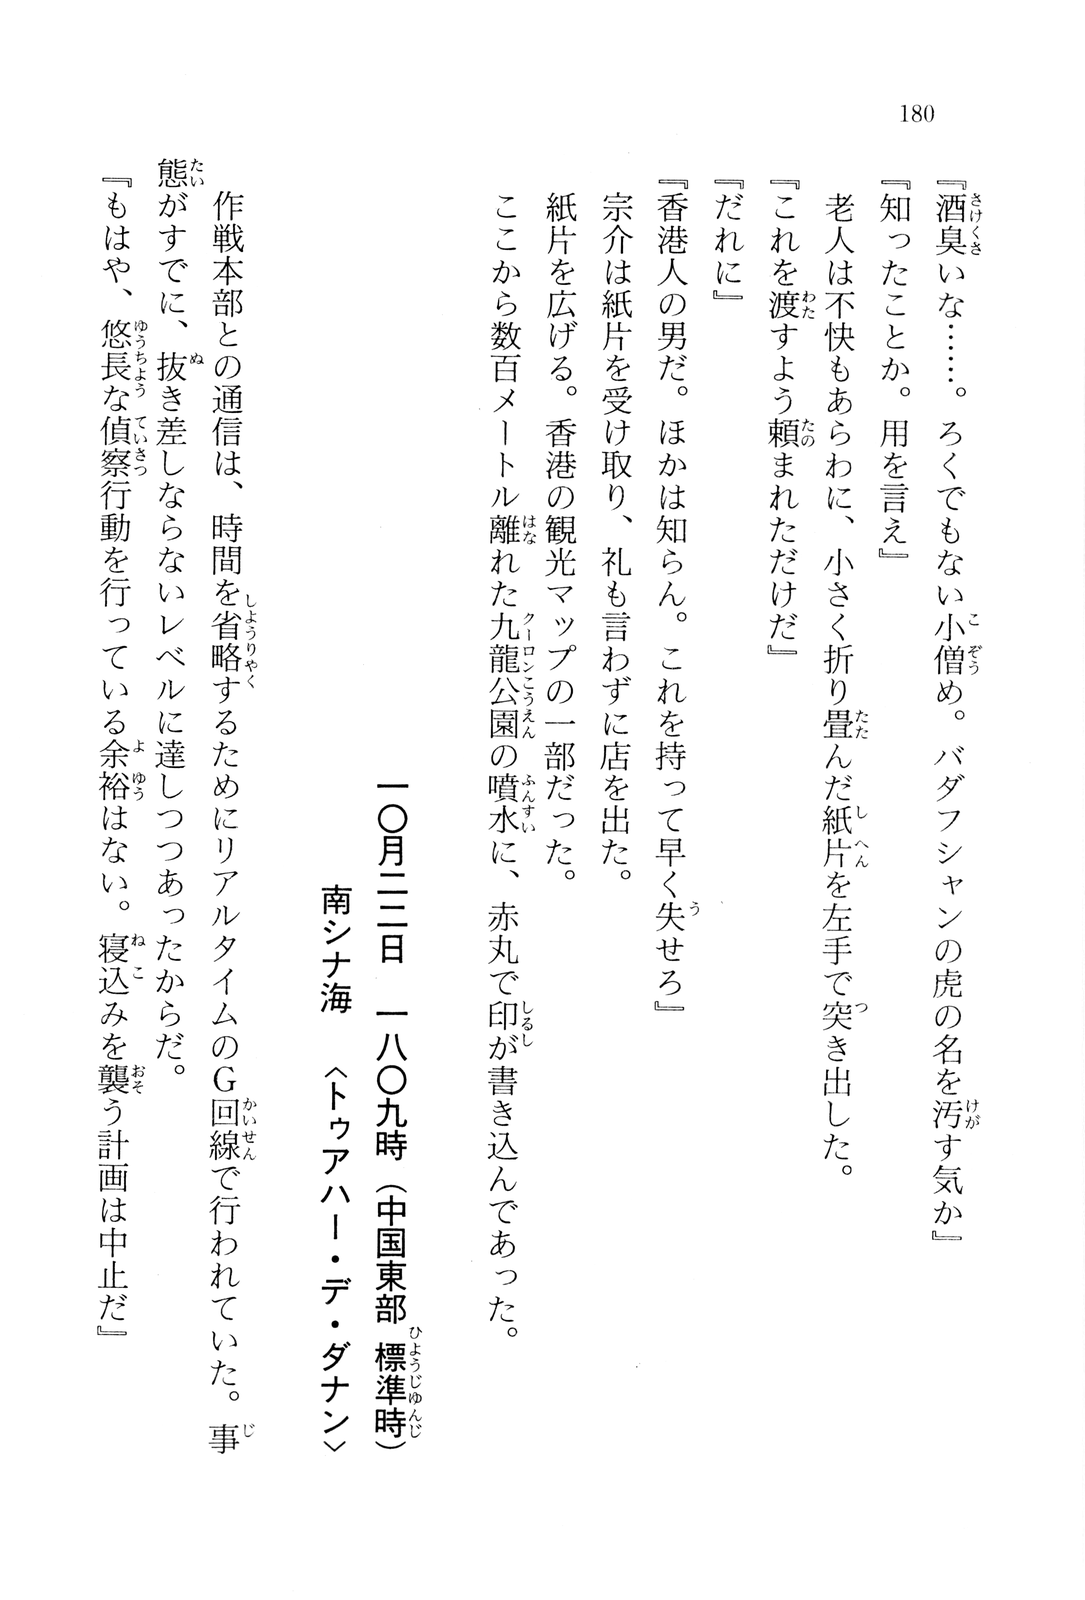 180
『酒臭いな……。ろくでもない小僧め。バダフシャンの虎の名を汚す気か』
『知ったことか。用を言え』
老人は不快もあらわに、小さく折り畳んだ紙片を左手で突き出した。
『これを渡すよう頼まれただけだ』
『だれに』
『香港人の男だ。ほかは知らん。これを持って早く失せろ』
宗介は紙片を受け取り、礼も言わずに店を出た。
紙片を広げる。香港の観光マップの一部だった。
ここから数百メートル離れた九龍公園の噴水に、赤丸で印が書き込んであった。
一〇月二二日　一八〇九時（中国東部標準時）
南シナ海　〈トゥアハー・デ・ダナン〉
作戦本部との通信は、時間を省略するためにリアルタイムのG回線で行われていた。事
態がすでに、抜き差しならないレベルに達しつつあったからだ。
『もはや、悠長な偵察行動を行っている余裕はない。寝込みを襲う計画は中止だ』